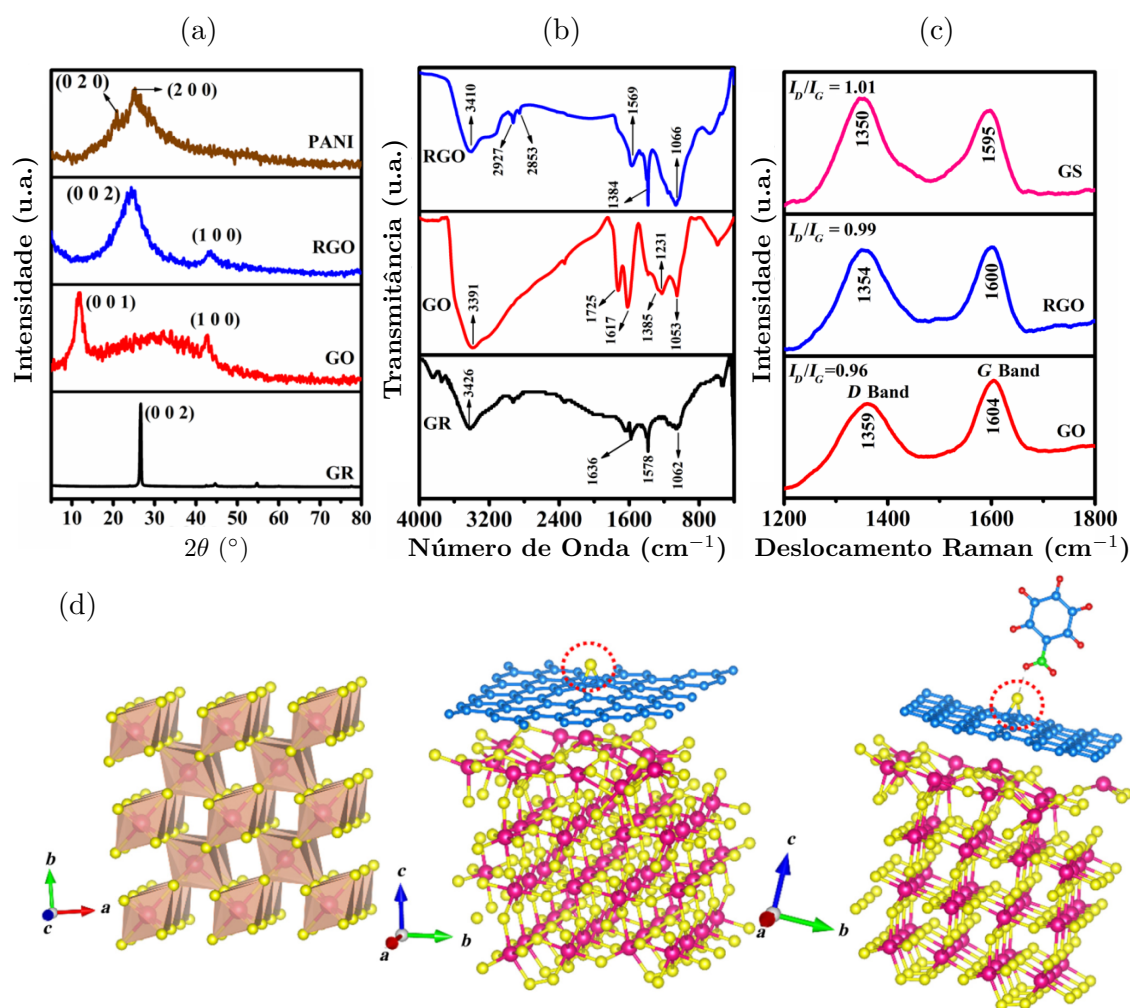 (a)
(0 2 0)
(2 0 0)
PANI
(0 0 2)
(1 0 0)
RGO
(0 0 1)
(1 0 0)
GO
(0 0 2)
GR
5 10 20 30 40 50 60 70 80
2θ (°)
Intensidade (u.a.)
(b)
3410
2927
2853
1569
1384
1066
RGO
3391
1725
1617
1385
1231
1053
GO
3426
1636
1578
1062
GR
4000 3200 2400 1600 800
Número de Onda (cm⁻¹)
Transmitância (u.a.)
(c)
I_D/I_G = 1.01
1350
1595
GS
I_D/I_G = 0.99
1354
1600
RGO
I_D/I_G=0.96
D Band
G Band
1359
1604
GO
1200 1400 1600 1800
Deslocamento Raman (cm⁻¹)
Intensidade (u.a.)
(d)
b
a
c
c
b
a
c
b
a